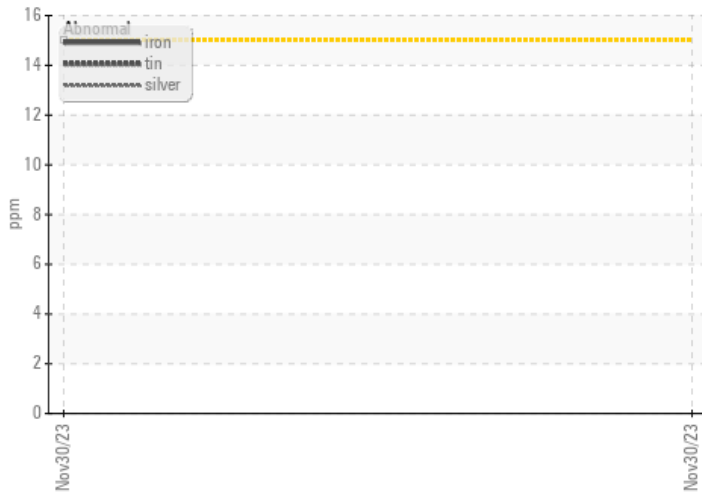 16
14
12
10
8
6
4
2
0
ppm
Abnormal
iron
tin
silver
Nov30/23
Nov30/23